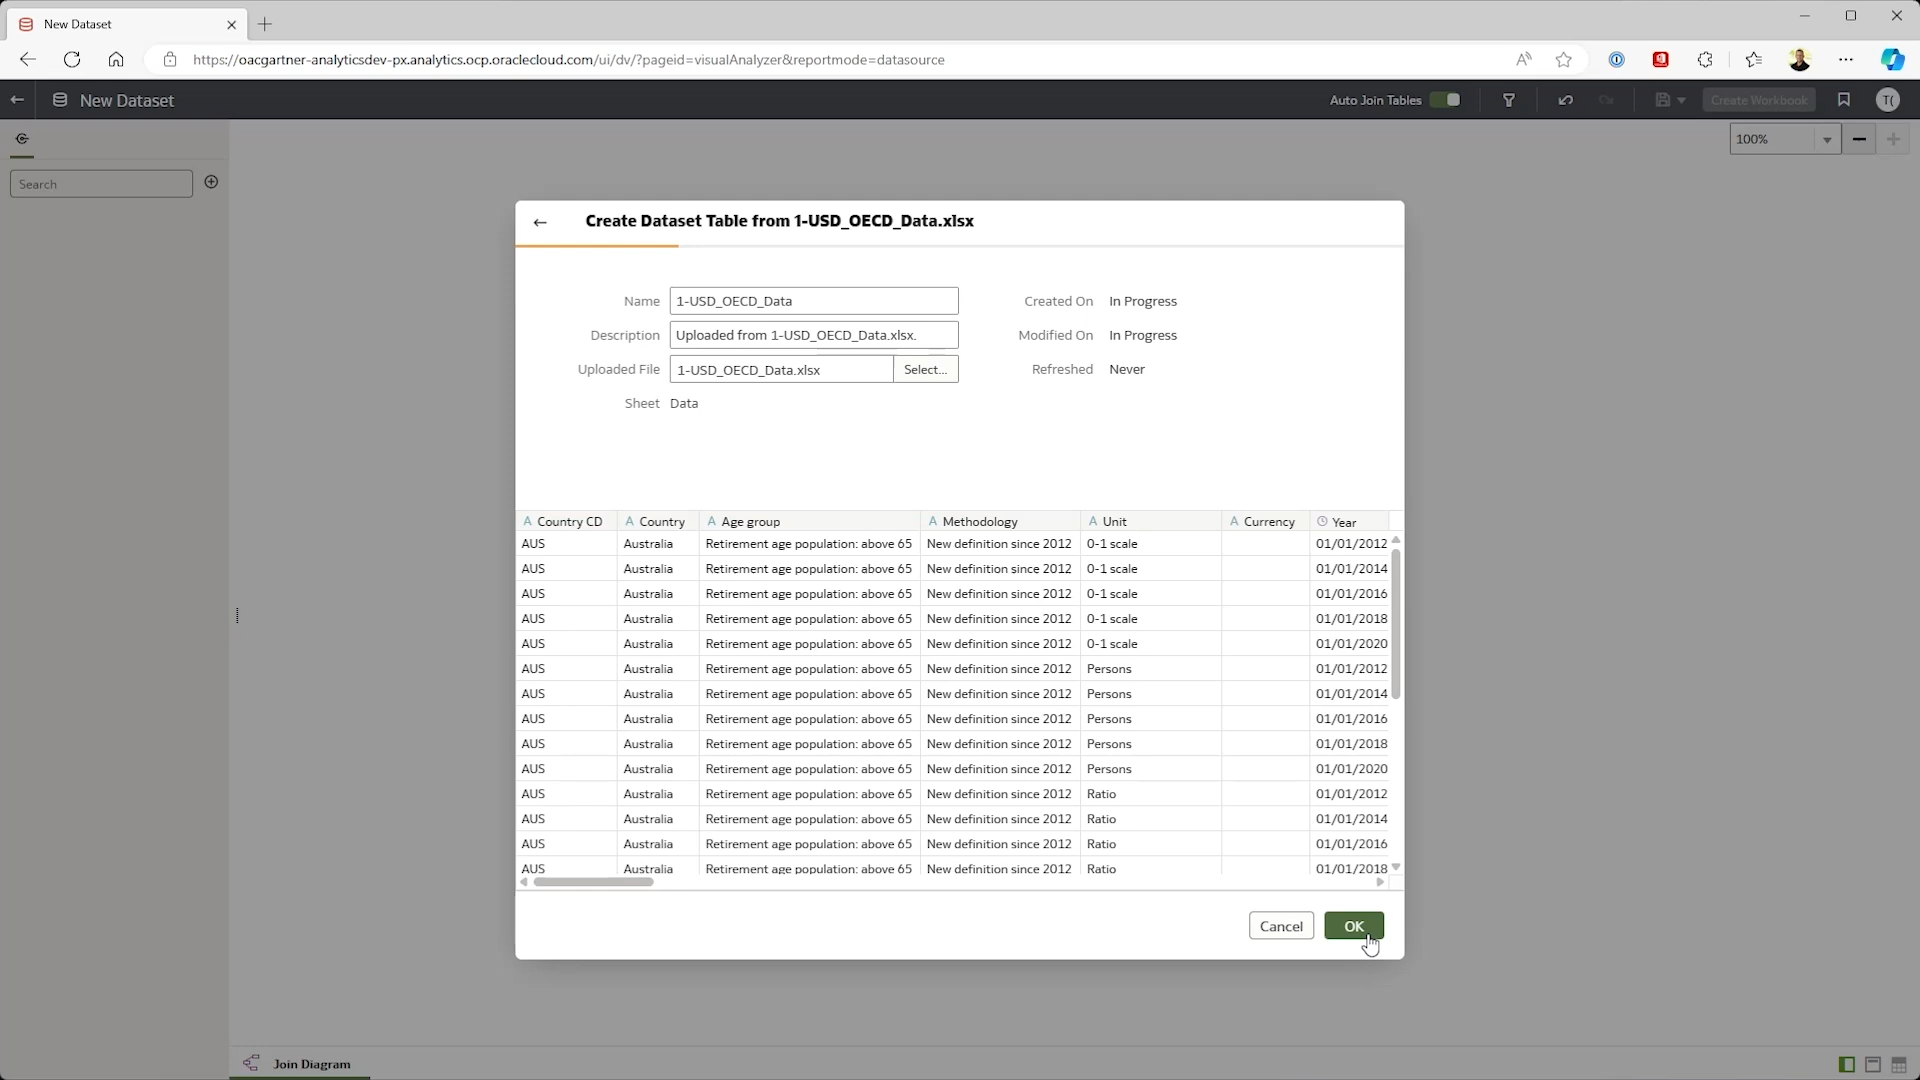 New Dataset
https://oacgartner-analyticsdev-px.analytics.ocp.oraclecloud.com/ui/dv/?pageid=visualAnalyzer&reportmode=datasource
New Dataset
Auto Join Tables
Create Workbook
T(
100%
Search
Create Dataset Table from 1-USD_OECD_Data.xlsx
Name 1-USD_OECD_Data Created On In Progress
Description Uploaded from 1-USD_OECD_Data.xlsx. Modified On In Progress
Uploaded File 1-USD_OECD_Data.xlsx Select... Refreshed Never
Sheet Data
A Country CD A Country A Age group A Methodology A Unit A Currency Year
AUS Australia Retirement age population: above 65 New definition since 2012 0-1 scale 01/01/2012
AUS Australia Retirement age population: above 65 New definition since 2012 0-1 scale 01/01/2014
AUS Australia Retirement age population: above 65 New definition since 2012 0-1 scale 01/01/2016
AUS Australia Retirement age population: above 65 New definition since 2012 0-1 scale 01/01/2018
AUS Australia Retirement age population: above 65 New definition since 2012 0-1 scale 01/01/2020
AUS Australia Retirement age population: above 65 New definition since 2012 Persons 01/01/2012
AUS Australia Retirement age population: above 65 New definition since 2012 Persons 01/01/2014
AUS Australia Retirement age population: above 65 New definition since 2012 Persons 01/01/2016
AUS Australia Retirement age population: above 65 New definition since 2012 Persons 01/01/2018
AUS Australia Retirement age population: above 65 New definition since 2012 Persons 01/01/2020
AUS Australia Retirement age population: above 65 New definition since 2012 Ratio 01/01/2012
AUS Australia Retirement age population: above 65 New definition since 2012 Ratio 01/01/2014
AUS Australia Retirement age population: above 65 New definition since 2012 Ratio 01/01/2016
AUS Australia Retirement age population: above 65 New definition since 2012 Ratio 01/01/2018
Cancel OK
Join Diagram